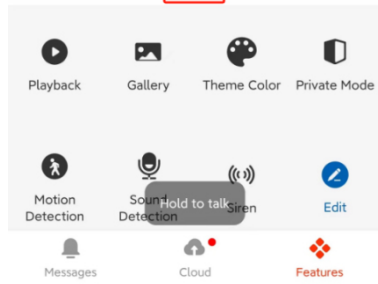 Playback
Gallery
Theme Color
Private Mode
Motion
Detection
Sound
Detection
Hold to talk
Siren
Edit
Messages
Cloud
Features